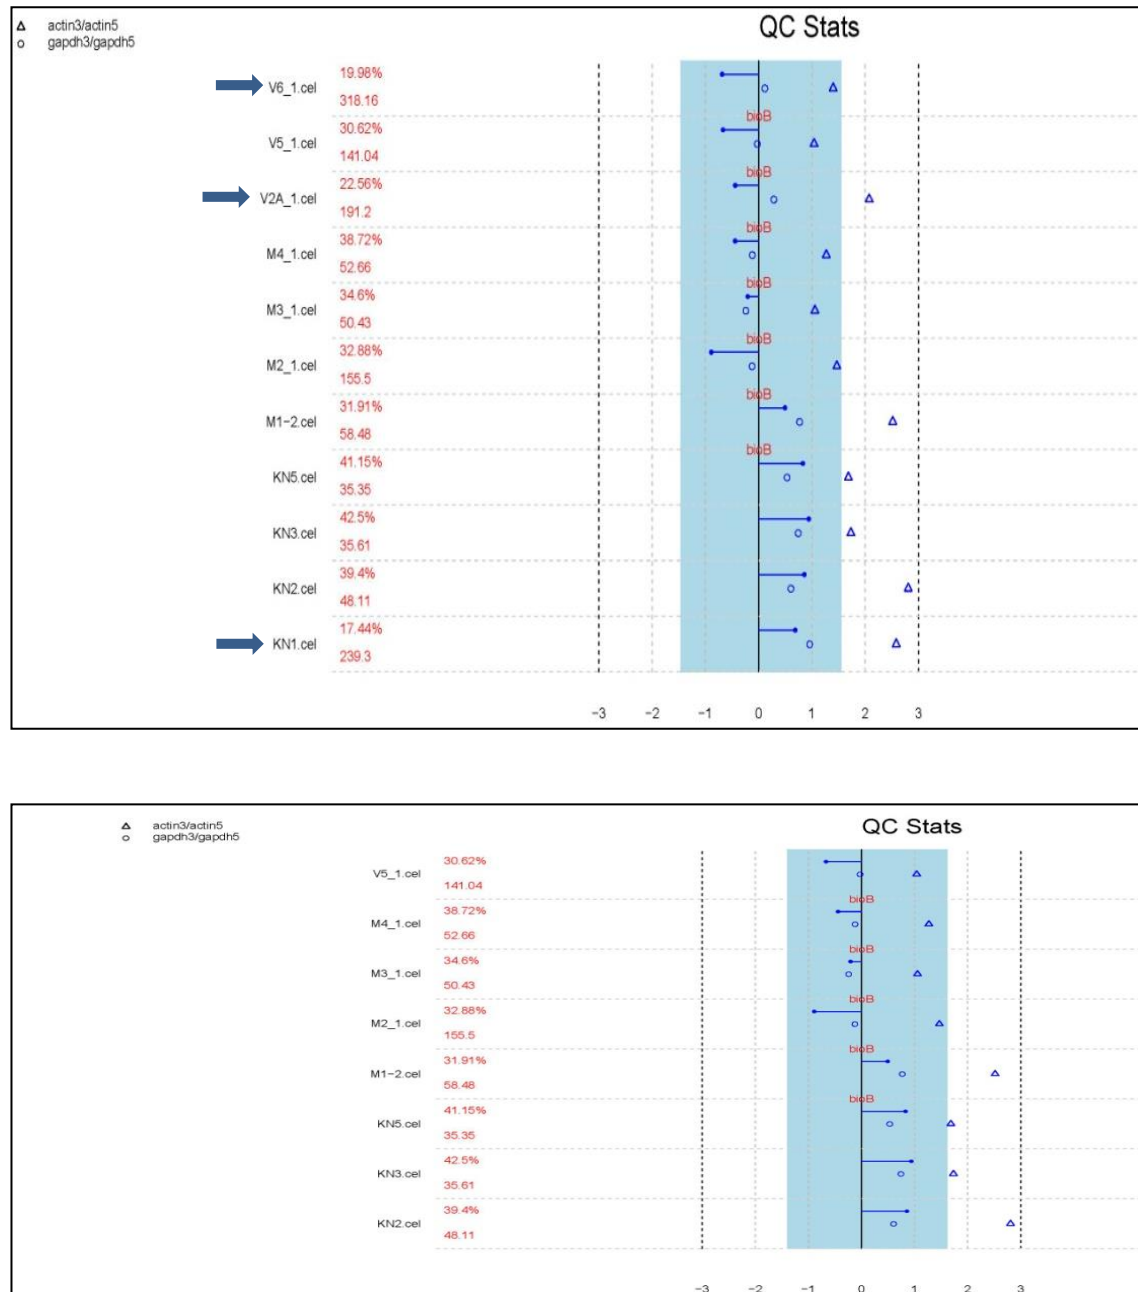 QC Stats
actin3/actin5
gapdh3/gapdh5
19.98%
V6_1.cel
318.16
bioB
30.62%
V5_1.cel
141.04
bioB
22.56%
V2A_1.cel
191.2
bioB
38.72%
M4_1.cel
52.66
bioB
34.6%
M3_1.cel
50.43
bioB
32.88%
M2_1.cel
155.5
bioB
31.91%
M1-2.cel
58.48
bioB
41.15%
KN5.cel
35.35
42.5%
KN3.cel
35.61
39.4%
KN2.cel
48.11
17.44%
KN1.cel
239.3
-3 -2 -1 0 1 2 3
QC Stats
actin3/actin5
gapdh3/gapdh5
30.62%
V5_1.cel
141.04
bioB
38.72%
M4_1.cel
52.66
bioB
34.6%
M3_1.cel
50.43
bioB
32.88%
M2_1.cel
155.5
bioB
31.91%
M1-2.cel
58.48
bioB
41.15%
KN5.cel
35.35
42.5%
KN3.cel
35.61
39.4%
KN2.cel
48.11
-3 -2 -1 0 1 2 3